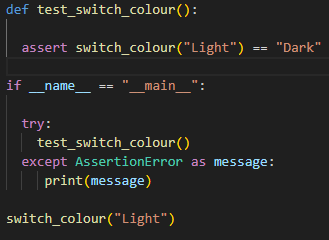 def test_switch_colour():
assert switch_colour("Light") == "Dark"
if __name__ == "__main__":
try:
test_switch_colour()
except AssertionError as message:
print(message)
switch_colour("Light")